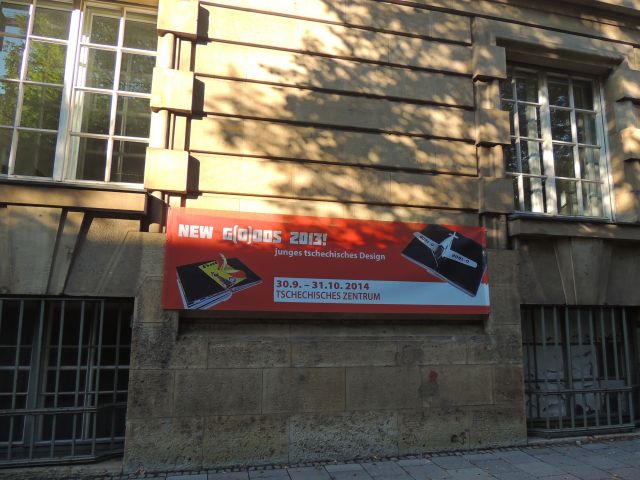 NEW G(O)ODS 2013!
junges tschechisches Design
30.9. – 31.10. 2014
TSCHECHISCHES ZENTRUM